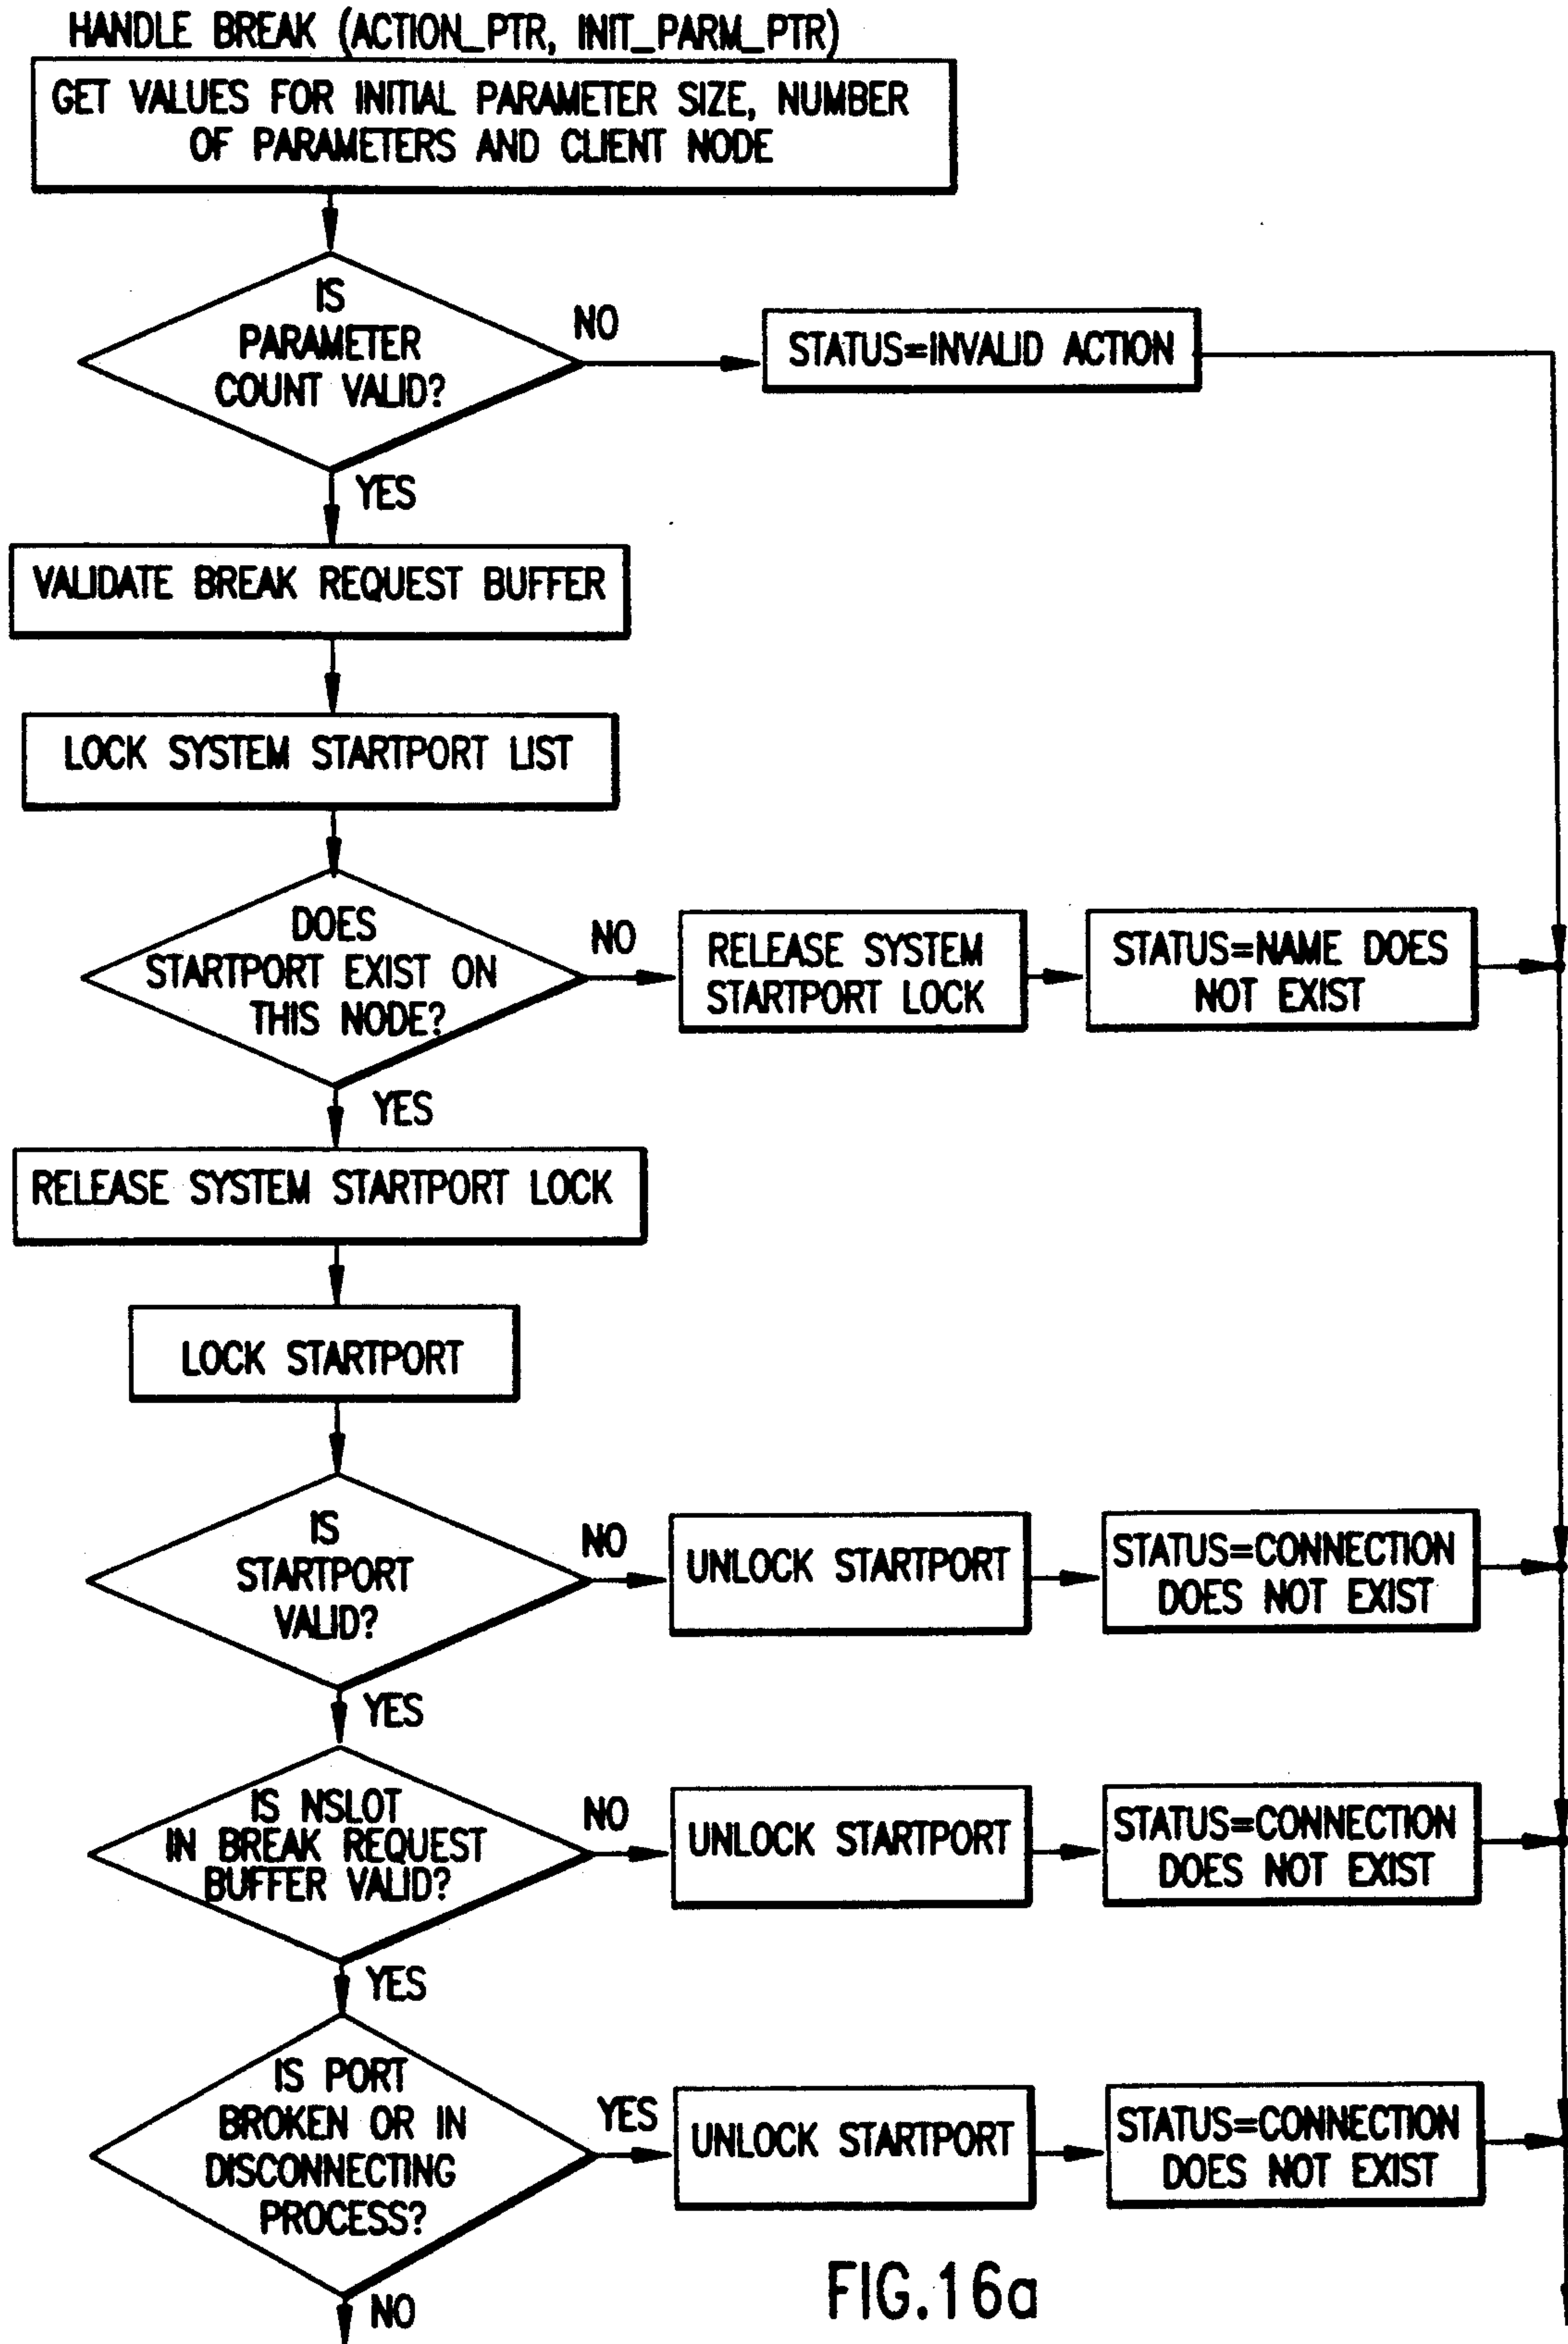 HANDLE BREAK (ACTION_PTR, INIT_PARM_PTR)
GET VALUES FOR INITIAL PARAMETER SIZE, NUMBER
OF PARAMETERS AND CLIENT NODE
IS
PARAMETER
COUNT VALID?
NO
STATUS=INVALID ACTION
YES
VALIDATE BREAK REQUEST BUFFER
LOCK SYSTEM STARTPORT LIST
DOES
STARTPORT EXIST ON
THIS NODE?
NO
RELEASE SYSTEM
STARTPORT LOCK
STATUS=NAME DOES
NOT EXIST
YES
RELEASE SYSTEM STARTPORT LOCK
LOCK STARTPORT
IS
STARTPORT
VALID?
NO
UNLOCK STARTPORT
STATUS=CONNECTION
DOES NOT EXIST
YES
IS NSLOT
IN BREAK REQUEST
BUFFER VALID?
NO
UNLOCK STARTPORT
STATUS=CONNECTION
DOES NOT EXIST
YES
IS PORT
BROKEN OR IN
DISCONNECTING
PROCESS?
YES
UNLOCK STARTPORT
STATUS=CONNECTION
DOES NOT EXIST
NO
FIG.16a